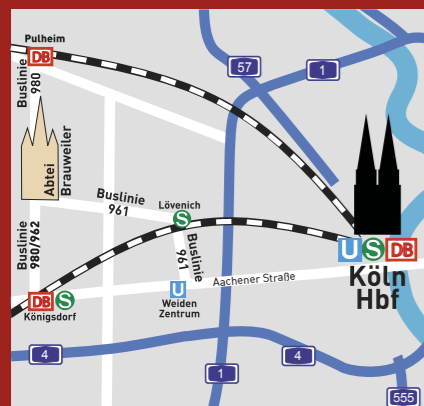 Pulheim
DB
57
1
Buslinie
980
Abtei
Brauweiler
Buslinie
961
Lövenich
S
Buslinie
980/962
Buslinie
961
U S DB
Köln
Hbf
Aachener Straße
DB S
Königsdorf
U
Weiden
Zentrum
4
4
1
555